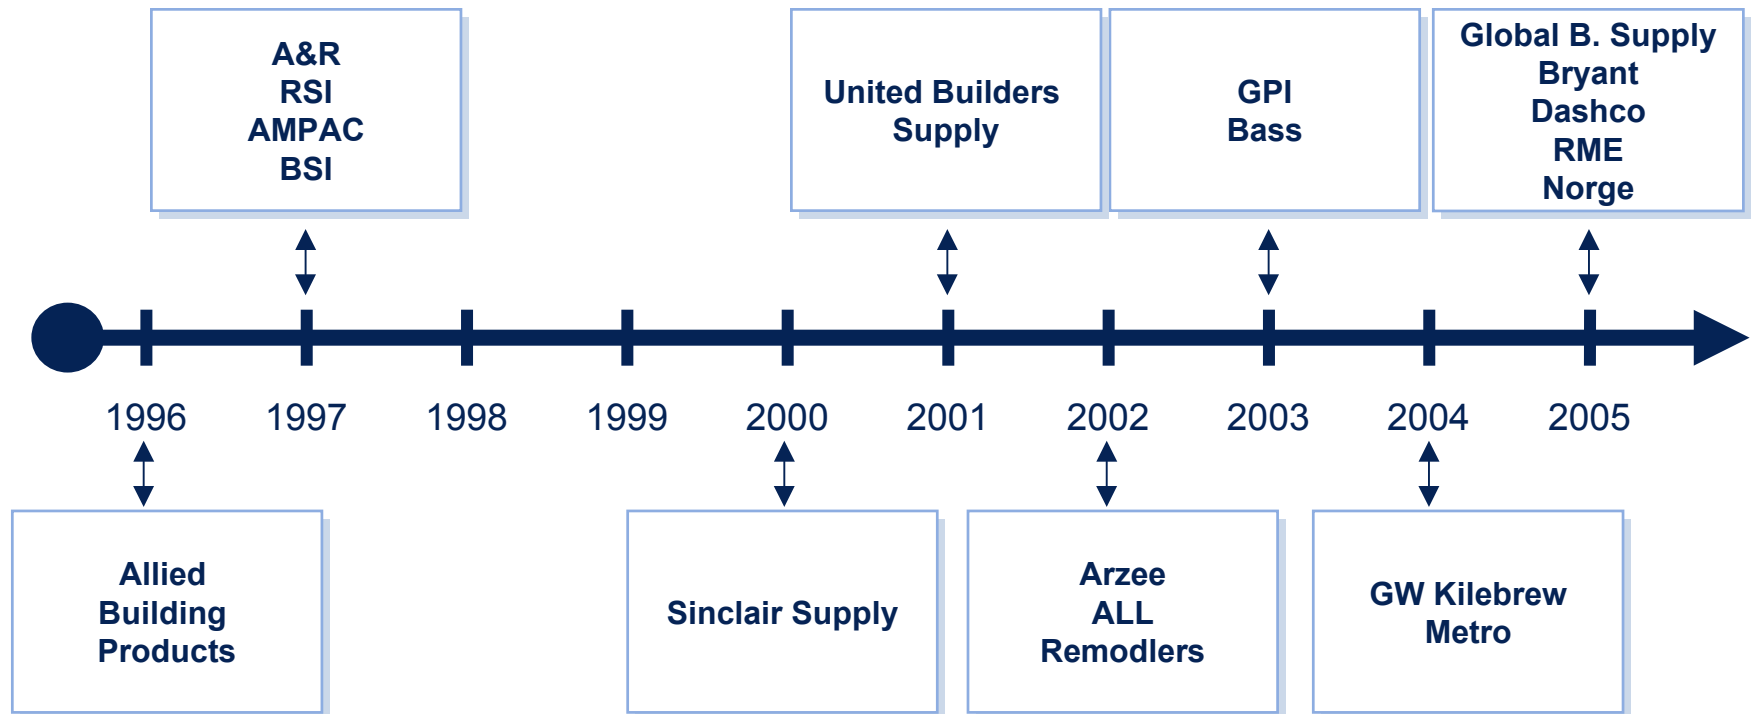 A&R
RSI
AMPAC
BSI
United Builders
Supply
GPI
Bass
Global B. Supply
Bryant
Dashco
RME
Norge
1996
1997
1998
1999
2000
2001
2002
2003
2004
2005
Allied
Building
Products
Sinclair Supply
Arzee
ALL
Remodlers
GW Kilebrew
Metro